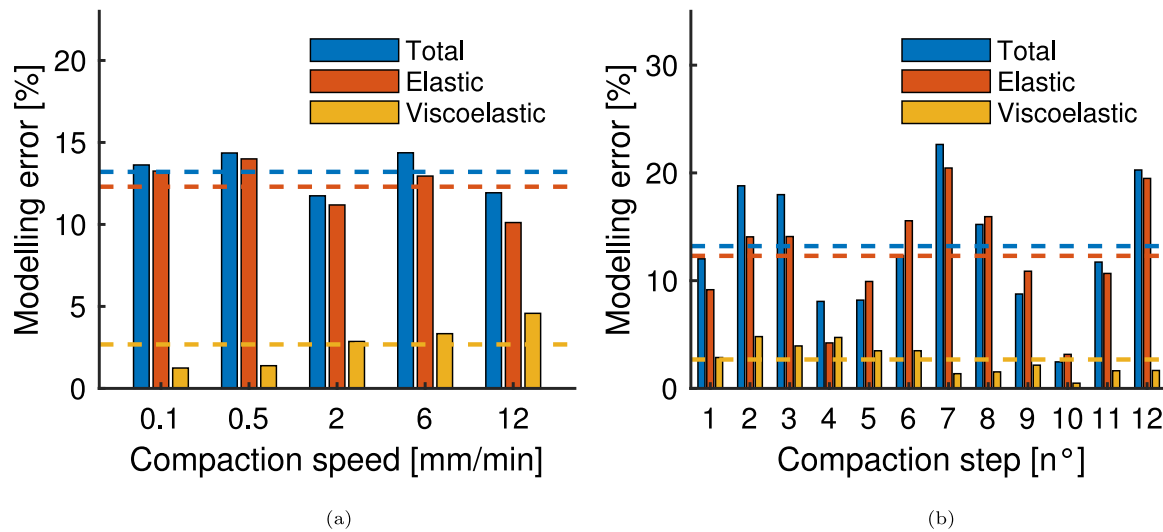 Modelling error [%]
20
15
10
5
0
Total
Elastic
Viscoelastic
0.1 0.5 2 6 12
Compaction speed [mm/min]
(a)
Modelling error [%]
30
20
10
0
Total
Elastic
Viscoelastic
1 2 3 4 5 6 7 8 9 10 11 12
Compaction step [n°]
(b)